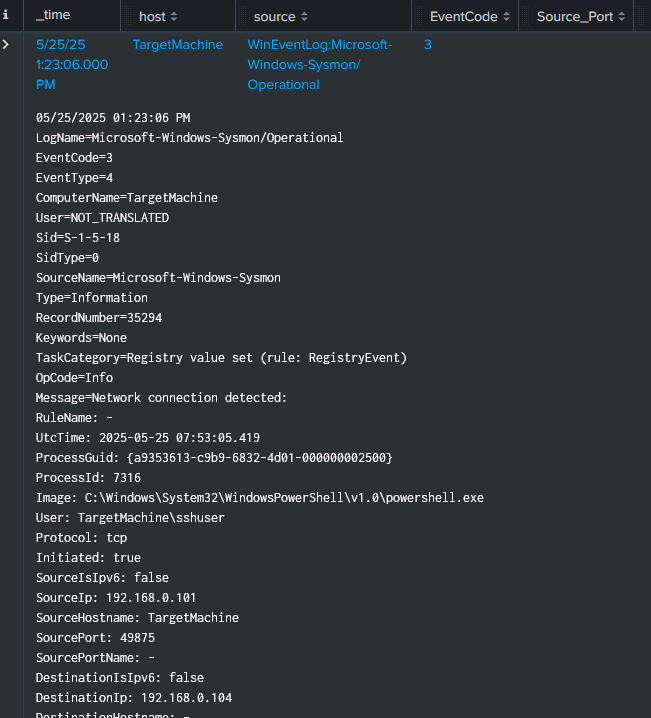 i _time host source EventCode Source_Port
5/25/25 TargetMachine WinEventLog:Microsoft- 3
1:23:06.000 Windows-Sysmon/
PM Operational
05/25/2025 01:23:06 PM
LogName=Microsoft-Windows-Sysmon/Operational
EventCode=3
EventType=4
ComputerName=TargetMachine
User=NOT_TRANSLATED
Sid=S-1-5-18
SidType=0
SourceName=Microsoft-Windows-Sysmon
Type=Information
RecordNumber=35294
Keywords=None
TaskCategory=Registry value set (rule: RegistryEvent)
OpCode=Info
Message=Network connection detected:
RuleName: -
UtcTime: 2025-05-25 07:53:05.419
ProcessGuid: {a9353613-c9b9-6832-4d01-000000002500}
ProcessId: 7316
Image: C:\Windows\System32\WindowsPowerShell\v1.0\powershell.exe
User: TargetMachine\sshuser
Protocol: tcp
Initiated: true
SourceIsIpv6: false
SourceIp: 192.168.0.101
SourceHostname: TargetMachine
SourcePort: 49875
SourcePortName: -
DestinationIsIpv6: false
DestinationIp: 192.168.0.104
DestinationHostname: -